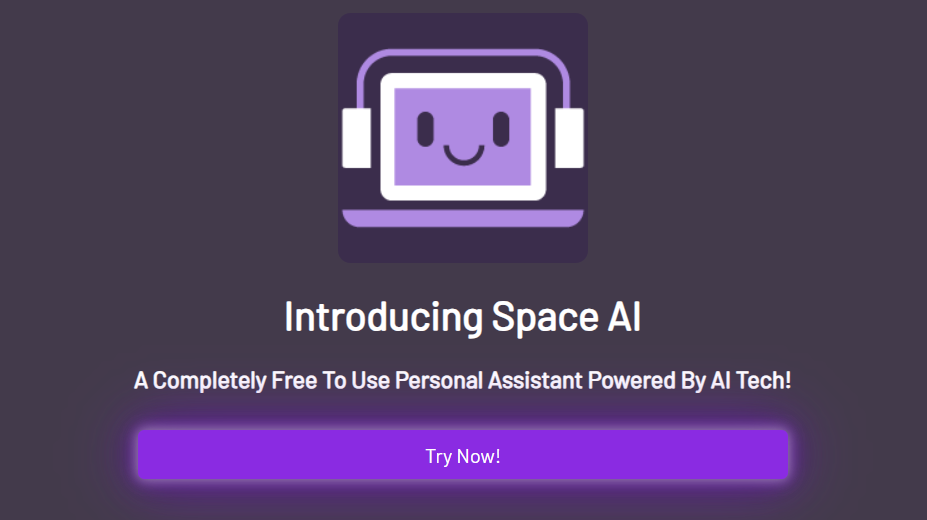 Introducing Space AI
A Completely Free To Use Personal Assistant Powered By AI Tech!
Try Now!